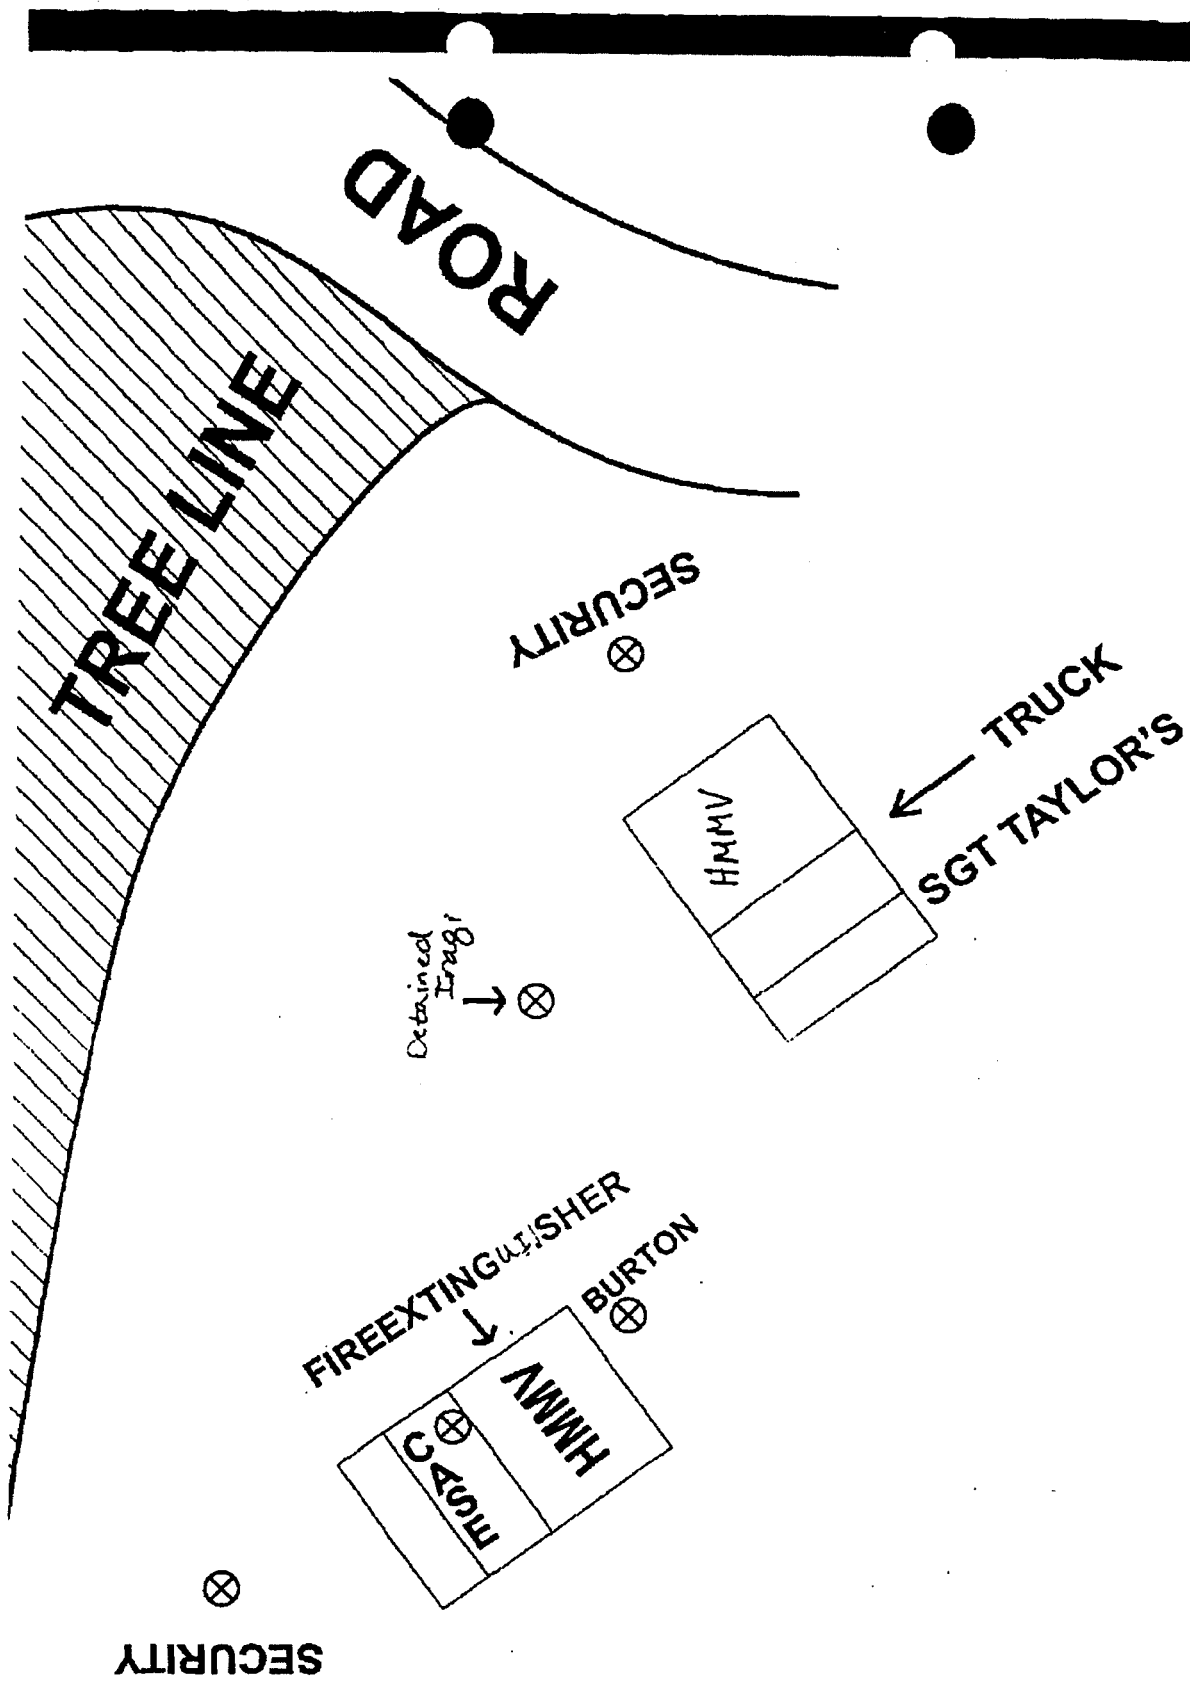 ROAD
TREE LINE
SECURITY
TRUCK
SGT TAYLOR'S
HMMV
Detained
Iraqi
FIREEXTINGUISHER
BURTON
HMMV
CASE
SECURITY